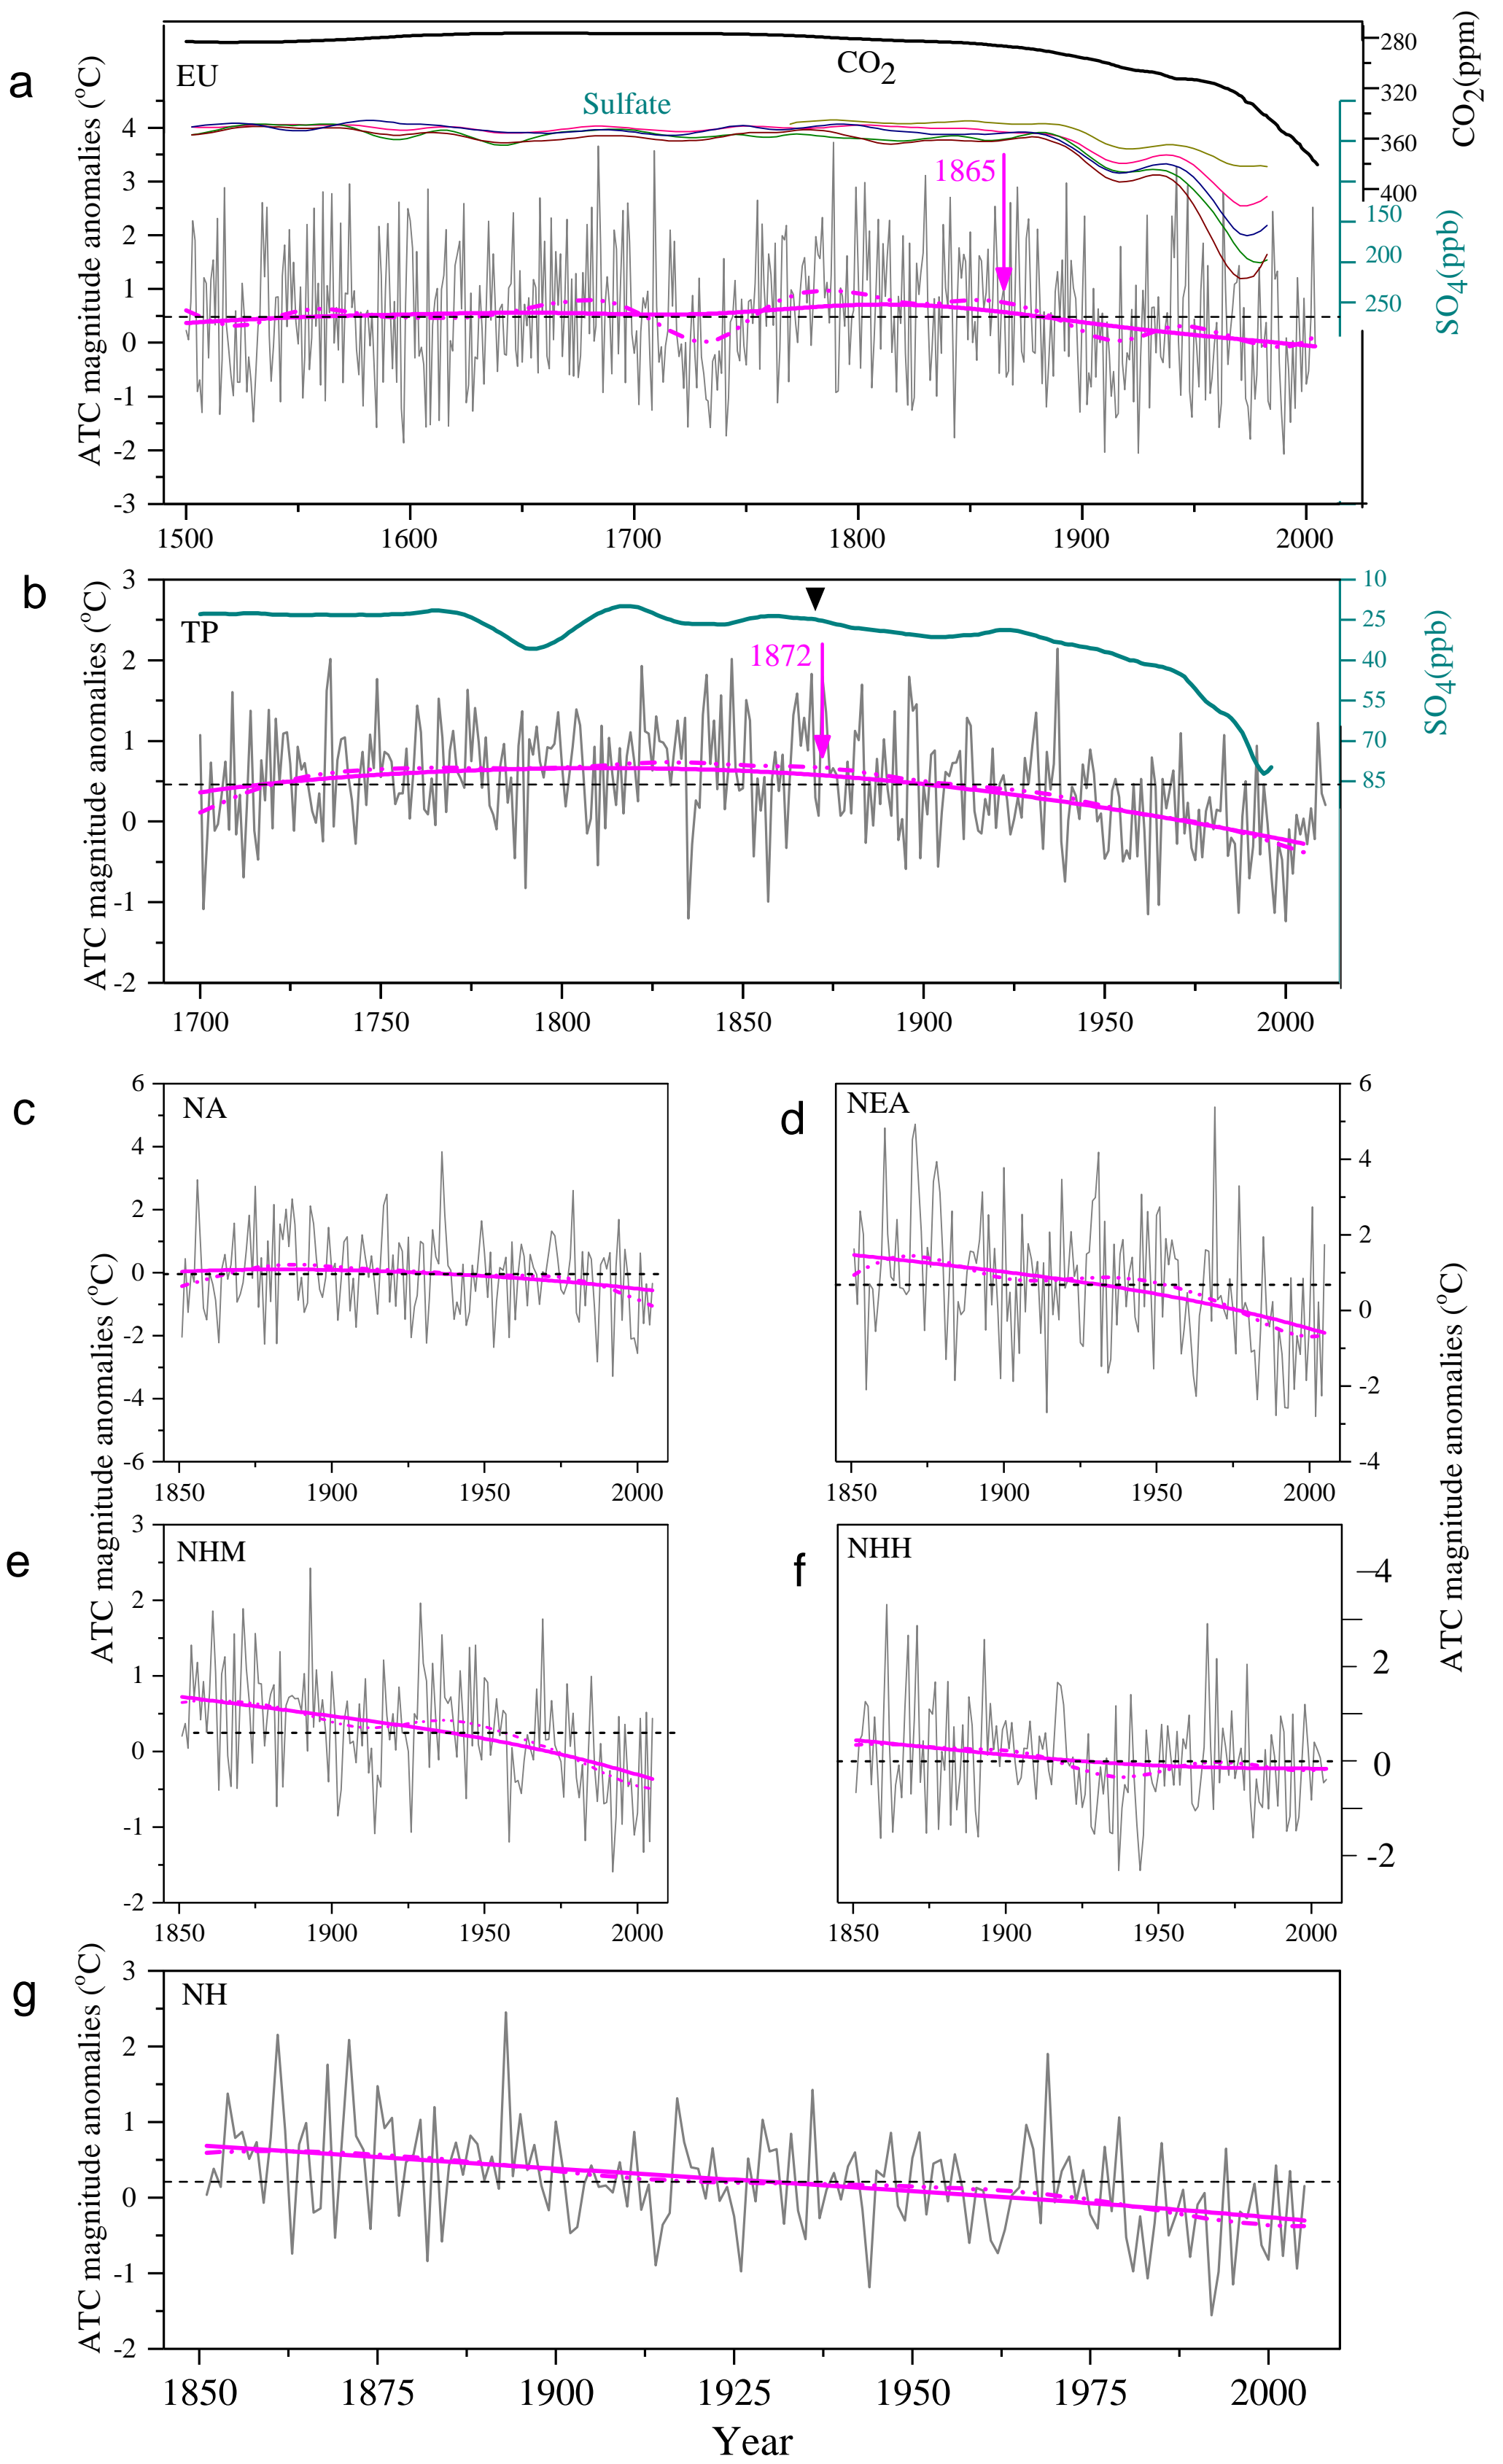 a
ATC magnitude anomalies (°C)
EU
CO2
Sulfate
1865
4
3
2
1
0
-1
-2
-3
280
320
360
400
CO2(ppm)
150
200
250
SO4(ppb)
1500 1600 1700 1800 1900 2000
b
ATC magnitude anomalies (°C)
TP
1872
3
2
1
0
-1
-2
10
25
40
55
70
85
SO4(ppb)
1700 1750 1800 1850 1900 1950 2000
c
NA
6
4
2
0
-2
-4
-6
1850 1900 1950 2000
d
NEA
6
4
2
0
-2
-4
1850 1900 1950 2000
ATC magnitude anomalies (°C)
ATC magnitude anomalies (°C)
e
NHM
3
2
1
0
-1
-2
1850 1900 1950 2000
f
NHH
4
2
0
-2
1850 1900 1950 2000
g
ATC magnitude anomalies (°C)
NH
3
2
1
0
-1
-2
1850 1875 1900 1925 1950 1975 2000
Year